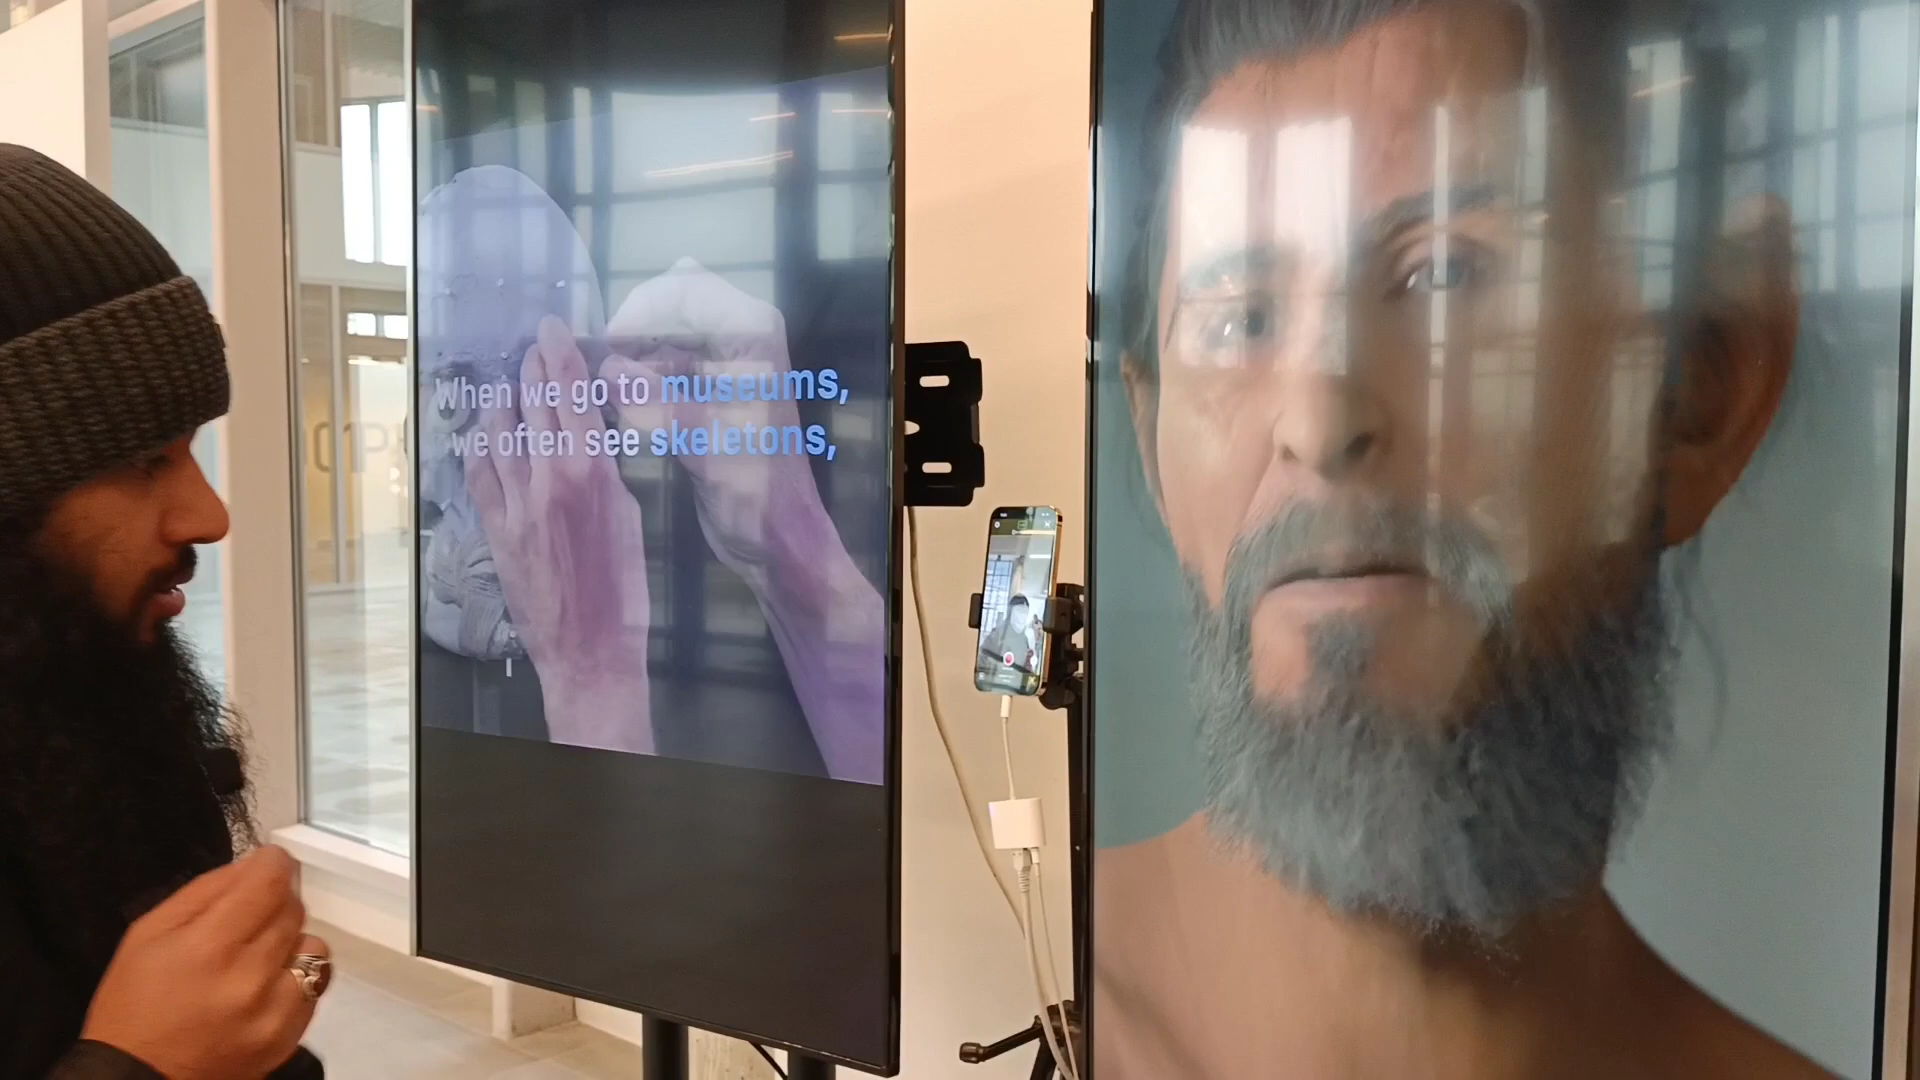 When we go to museums,
we often see skeletons,